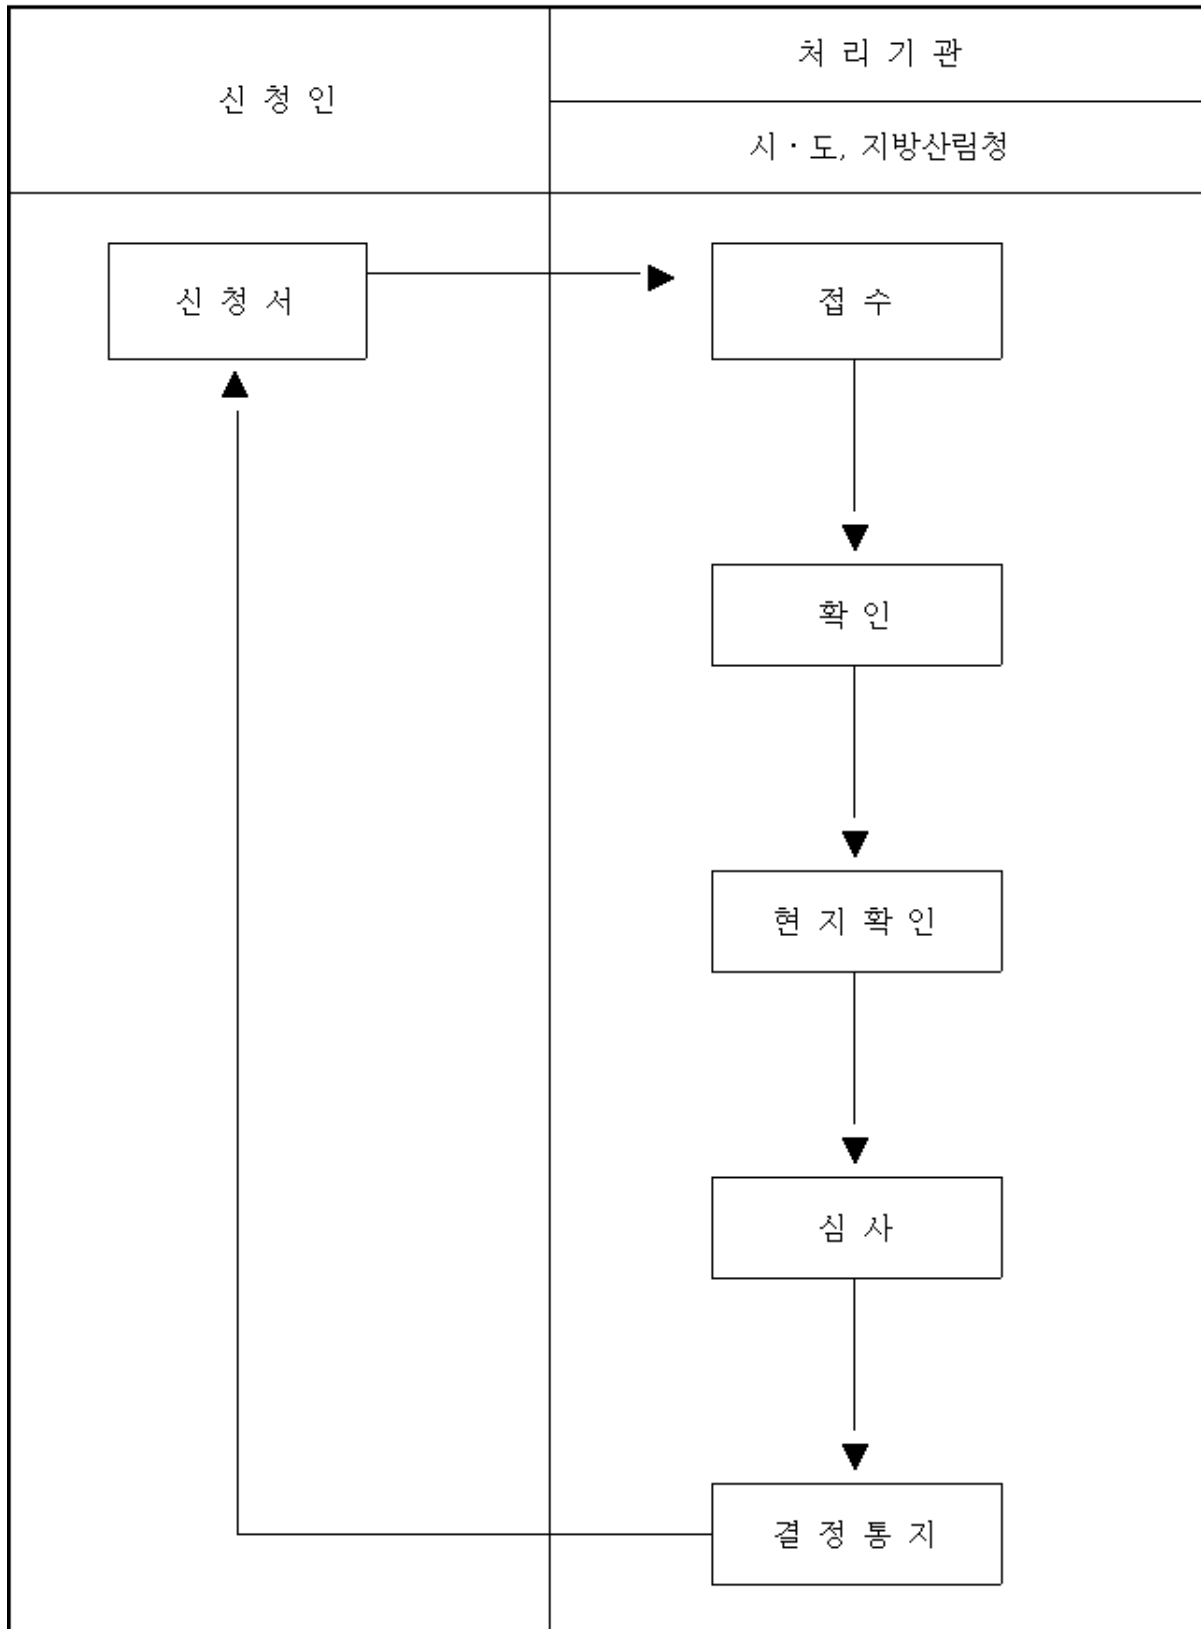 신 청 인
처 리 기 관
시 · 도, 지방산림청
신 청 서
접 수
확 인
현 지 확 인
심 사
결 정 통 지